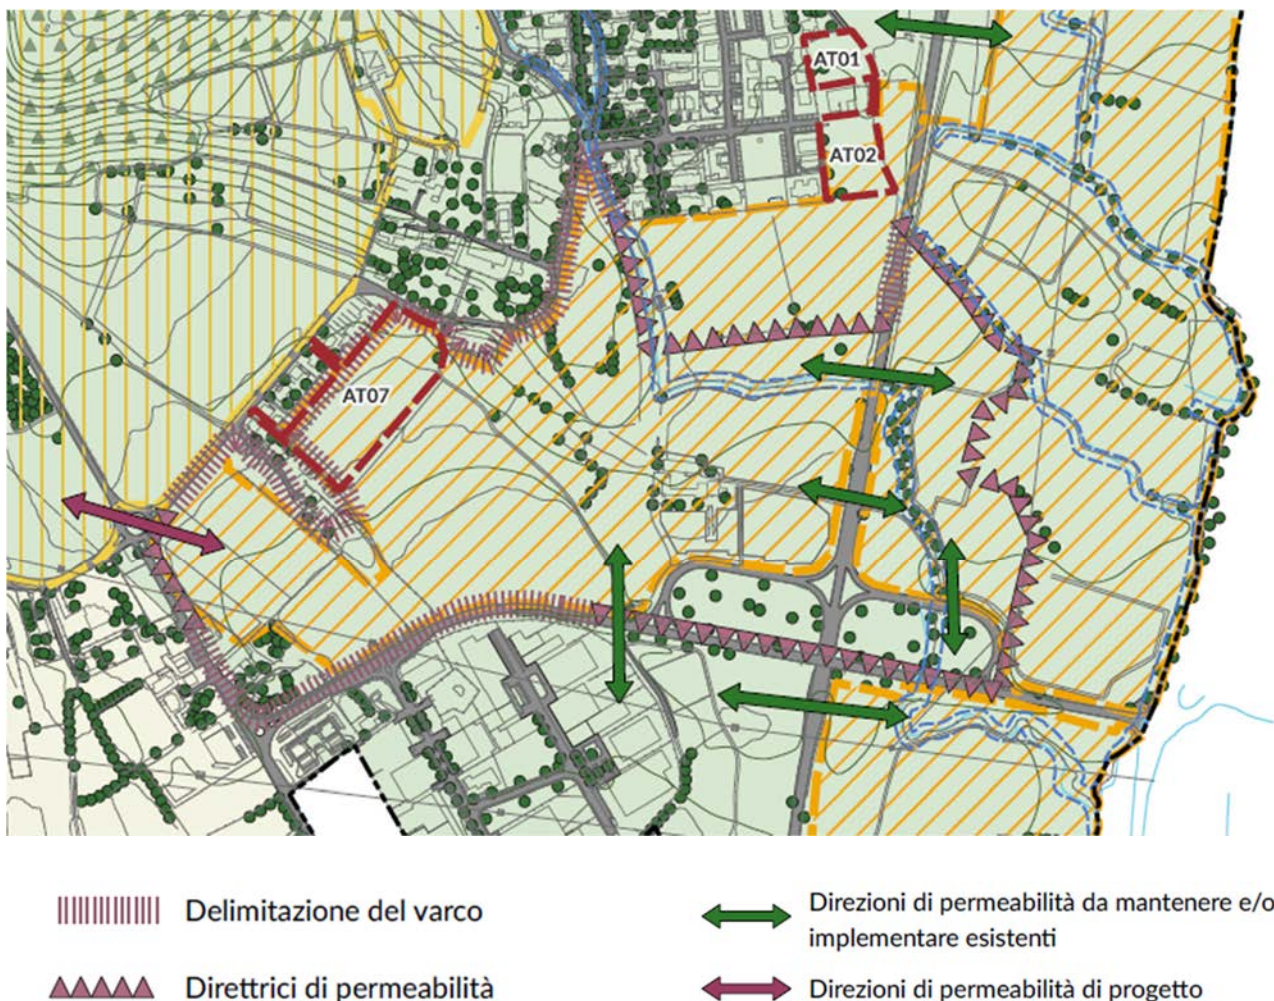 AT01
AT02
AT07
Delimitazione del varco
Direttrici di permeabilità
Direzioni di permeabilità da mantenere e/o
implementare esistenti
Direzioni di permeabilità di progetto